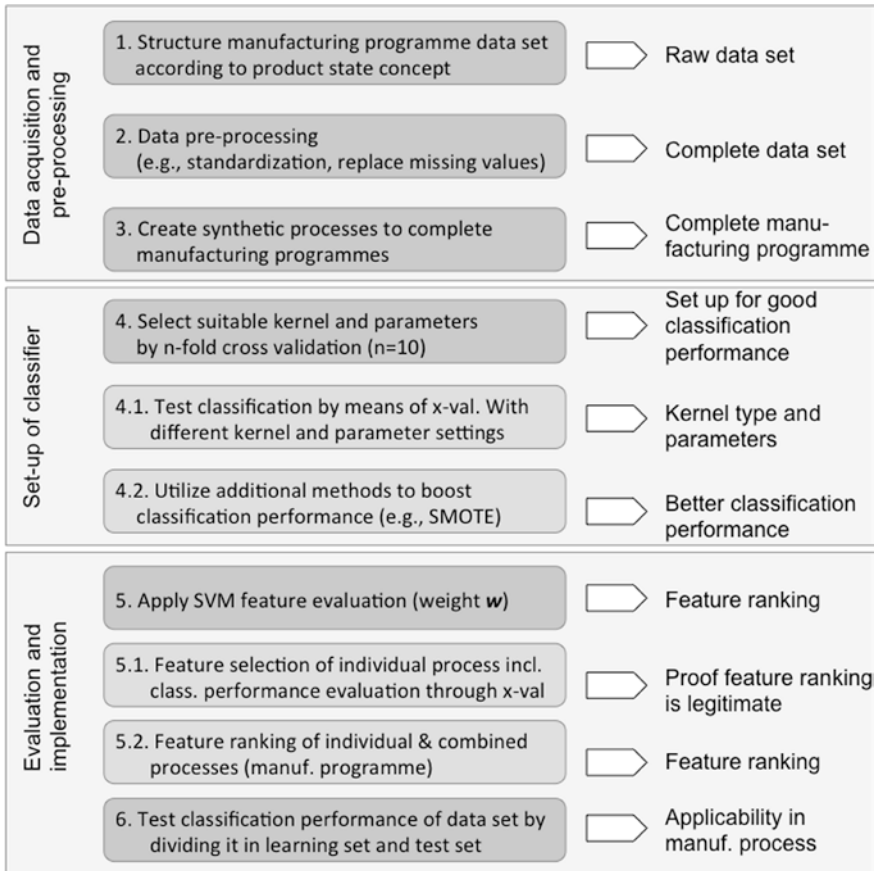 Data acquisition and
pre-processing
1. Structure manufacturing programme data set
according to product state concept
Raw data set
2. Data pre-processing
(e.g., standardization, replace missing values)
Complete data set
3. Create synthetic processes to complete
manufacturing programmes
Complete manu-
facturing programme
Set-up of classifier
4. Select suitable kernel and parameters
by n-fold cross validation (n=10)
Set up for good
classification
performance
4.1. Test classification by means of x-val. With
different kernel and parameter settings
Kernel type and
parameters
4.2. Utilize additional methods to boost
classification performance (e.g., SMOTE)
Better classification
performance
Evaluation and
implementation
5. Apply SVM feature evaluation (weight w)
Feature ranking
5.1. Feature selection of individual process incl.
class. performance evaluation through x-val
Proof feature ranking
is legitimate
5.2. Feature ranking of individual & combined
processes (manuf. programme)
Feature ranking
6. Test classification performance of data set by
dividing it in learning set and test set
Applicability in
manuf. process